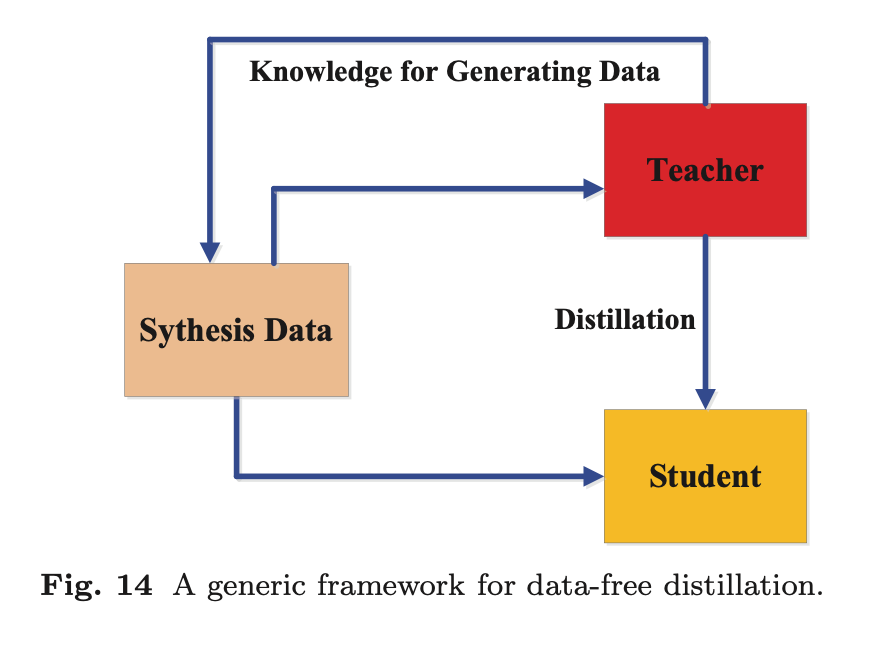 Knowledge for Generating Data
Teacher
Sythesis Data
Distillation
Student
Fig. 14 A generic framework for data-free distillation.